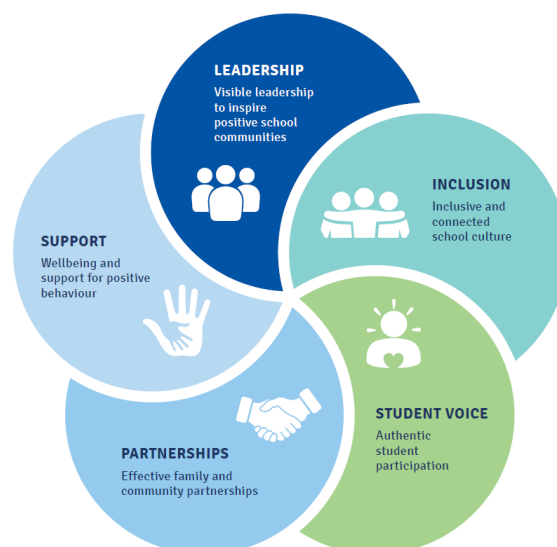 LEADERSHIP
Visible leadership
to inspire
positive school
communities
INCLUSION
Inclusive and
connected
school culture
STUDENT VOICE
Authentic
student
participation
PARTNERSHIPS
Effective family and
community partnerships
SUPPORT
Wellbeing and
support for positive
behaviour